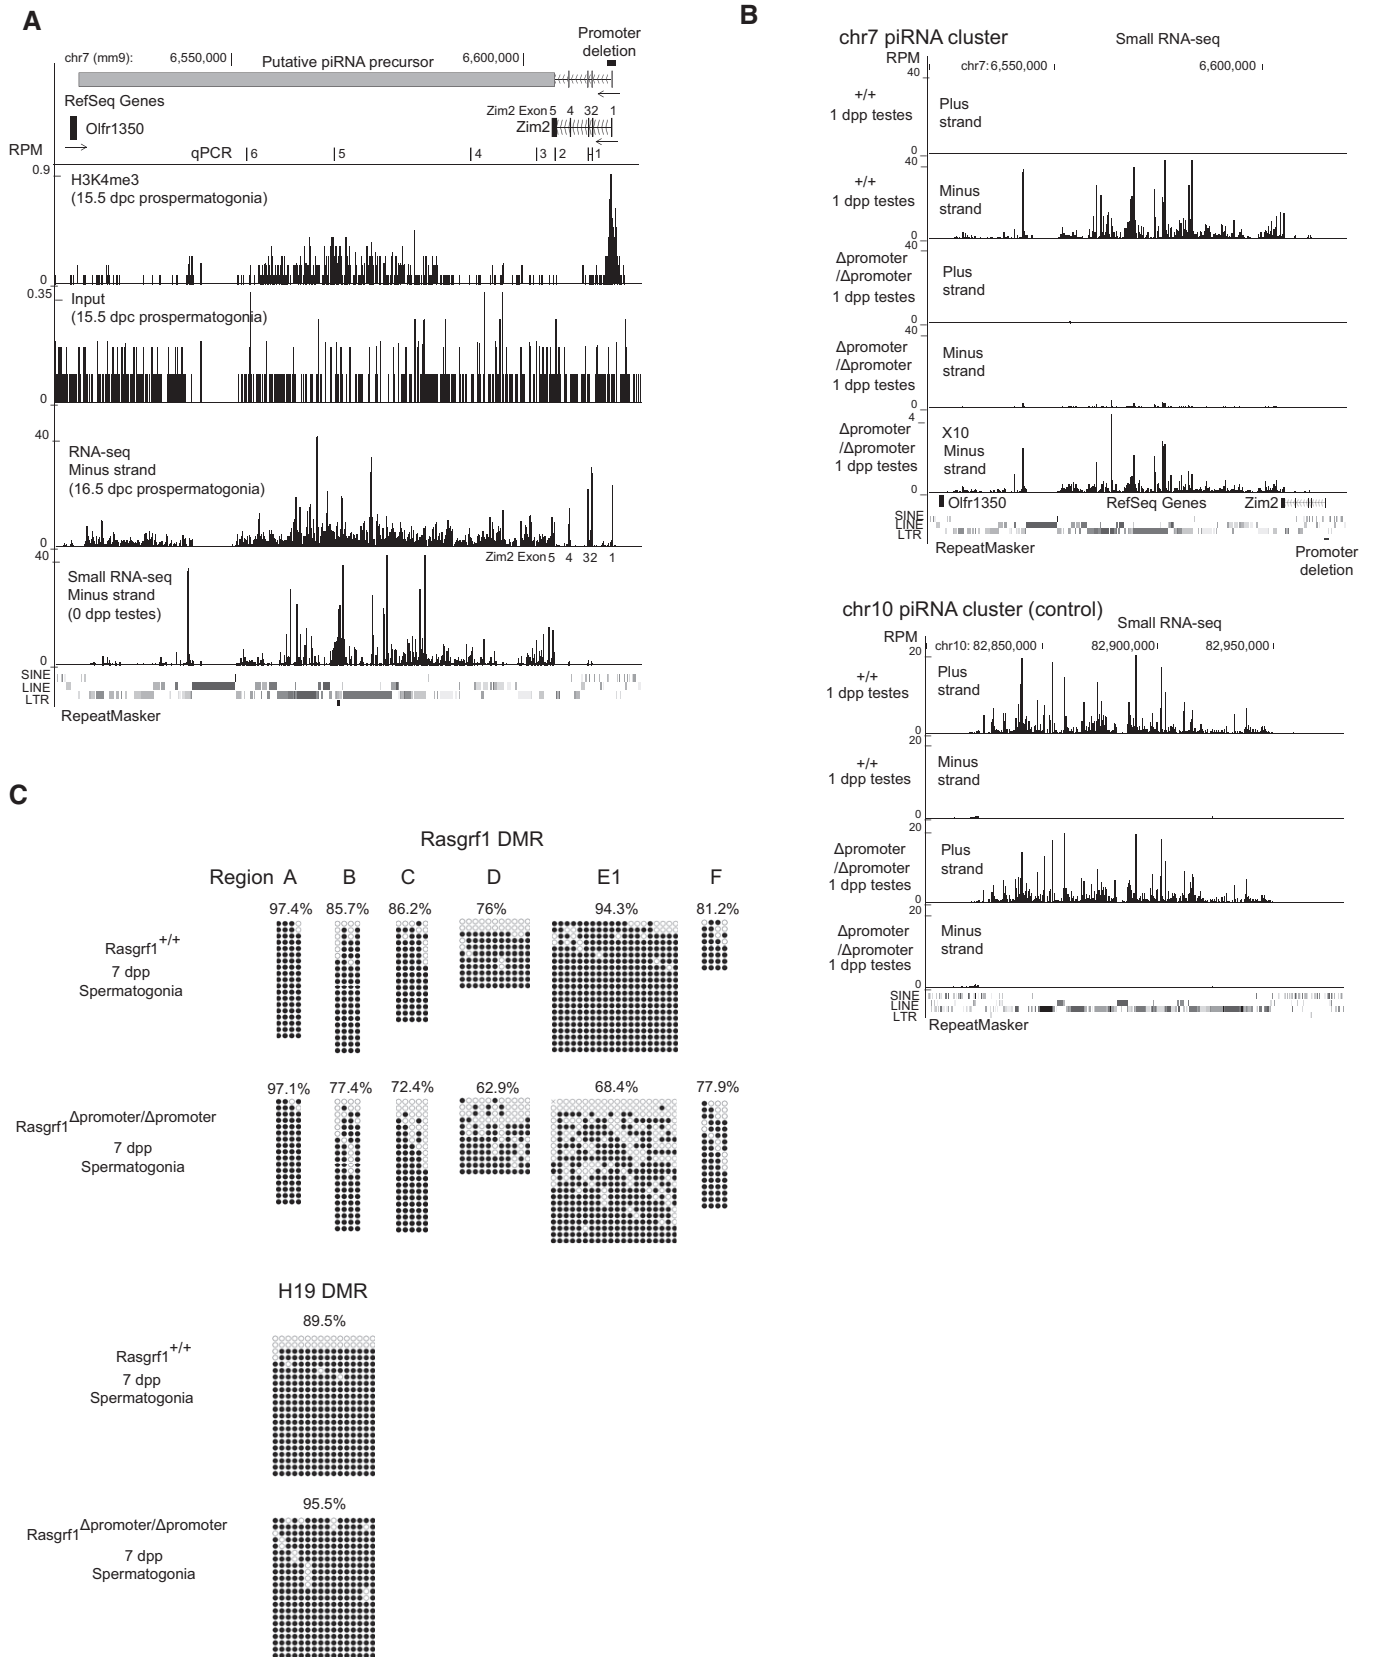 A
chr7 (mm9):
6,550,000
6,600,000
Promoter
deletion
Putative piRNA precursor
RefSeq Genes
Olfr1350
Zim2 Exon 5 4 32 1
Zim2
RPM
qPCR 6 5 4 3 2 1
0.9
H3K4me3
(15.5 dpc prospermatogonia)
0
0.35
Input
(15.5 dpc prospermatogonia)
0
40
RNA-seq
Minus strand
(16.5 dpc prospermatogonia)
0
Zim2 Exon 5 4 32 1
40
Small RNA-seq
Minus strand
(0 dpp testes)
0
SINE
LINE
LTR
RepeatMasker
B
chr7 piRNA cluster
Small RNA-seq
RPM
chr7: 6,550,000
6,600,000
40
+/+
1 dpp testes
Plus
strand
0
40
+/+
1 dpp testes
Minus
strand
0
40
Δpromoter
/Δpromoter
1 dpp testes
Plus
strand
0
40
Δpromoter
/Δpromoter
1 dpp testes
Minus
strand
0
4
Δpromoter
/Δpromoter
1 dpp testes
X10
Minus
strand
0
Olfr1350
RefSeq Genes
Zim2
SINE
LINE
LTR
RepeatMasker
Promoter
deletion
chr10 piRNA cluster (control)
Small RNA-seq
RPM
chr10: 82,850,000
82,900,000
82,950,000
20
+/+
1 dpp testes
Plus
strand
0
20
+/+
1 dpp testes
Minus
strand
0
20
Δpromoter
/Δpromoter
1 dpp testes
Plus
strand
0
20
Δpromoter
/Δpromoter
1 dpp testes
Minus
strand
0
SINE
LINE
LTR
RepeatMasker
C
Rasgrf1 DMR
Region A B C D E1 F
97.4% 85.7% 86.2% 76% 94.3% 81.2%
Rasgrf1+/+
7 dpp
Spermatogonia
97.1% 77.4% 72.4% 62.9% 68.4% 77.9%
Rasgrf1Δpromoter/Δpromoter
7 dpp
Spermatogonia
H19 DMR
89.5%
Rasgrf1+/+
7 dpp
Spermatogonia
95.5%
Rasgrf1Δpromoter/Δpromoter
7 dpp
Spermatogonia